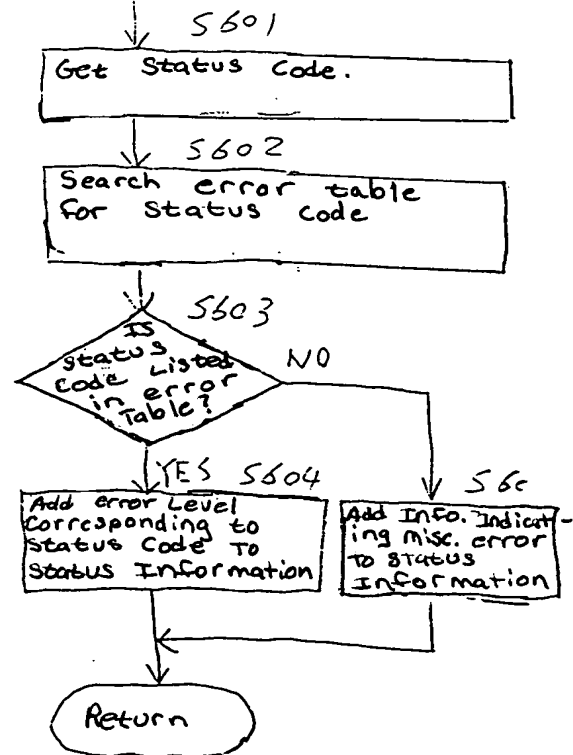 S601
Get Status Code.
S602
Search error table
for Status Code
S603
Is
Status
Code Listed
in error
Table?
NO
YES S604
Add error Level
Corresponding to
Status Code To
Status Information
Add Info. Indicat-
ing misc. error
To Status
Information
Return